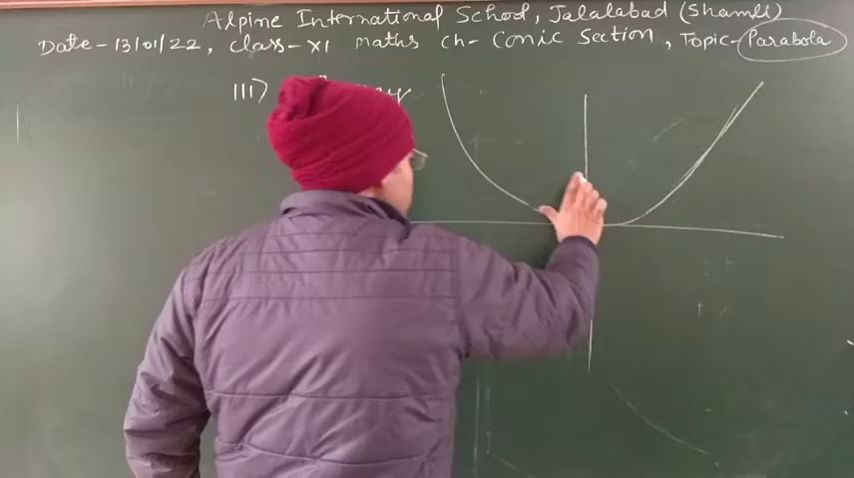 Alpine International School, Jalalabad (Shamli)
Date-13/01/22, class-XI maths ch- Conic Section, Topic-Parabola
III)